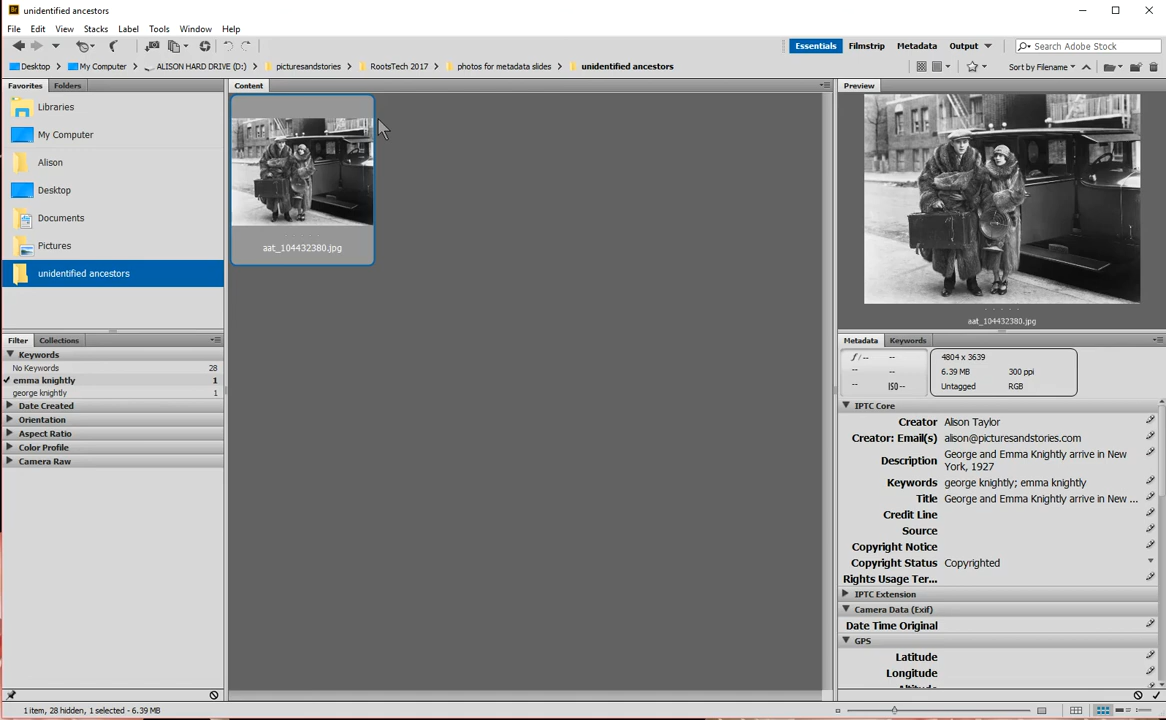 Br unidentified ancestors
File Edit View Stacks Label Tools Window Help
Essentials Filmstrip Metadata Output Search Adobe Stock
Desktop My Computer ALISON HARD DRIVE (D:) picturesandstories RootsTech 2017 photos for metadata slides unidentified ancestors Sort by Filename
Favorites Folders
Libraries
My Computer
Alison
Desktop
Documents
Pictures
unidentified ancestors
Filter Collections
Keywords
No Keywords 28
emma knightly 1
george knightly 1
Date Created
Orientation
Aspect Ratio
Color Profile
Camera Raw
Content
aat_104432380.jpg
Preview
aat_104432380.jpg
Metadata Keywords
f/-- --
-- --
-- ISO--
4804 x 3639
6.39 MB 300 ppi
Untagged RGB
IPTC Core
Creator Alison Taylor
Creator: Email(s) alison@picturesandstories.com
Description George and Emma Knightly arrive in New
York, 1927
Keywords george knightly; emma knightly
Title George and Emma Knightly arrive in New ...
Credit Line
Source
Copyright Notice
Copyright Status Copyrighted
Rights Usage Ter...
IPTC Extension
Camera Data (Exif)
Date Time Original
GPS
Latitude
Longitude
1 item, 28 hidden, 1 selected - 6.39 MB